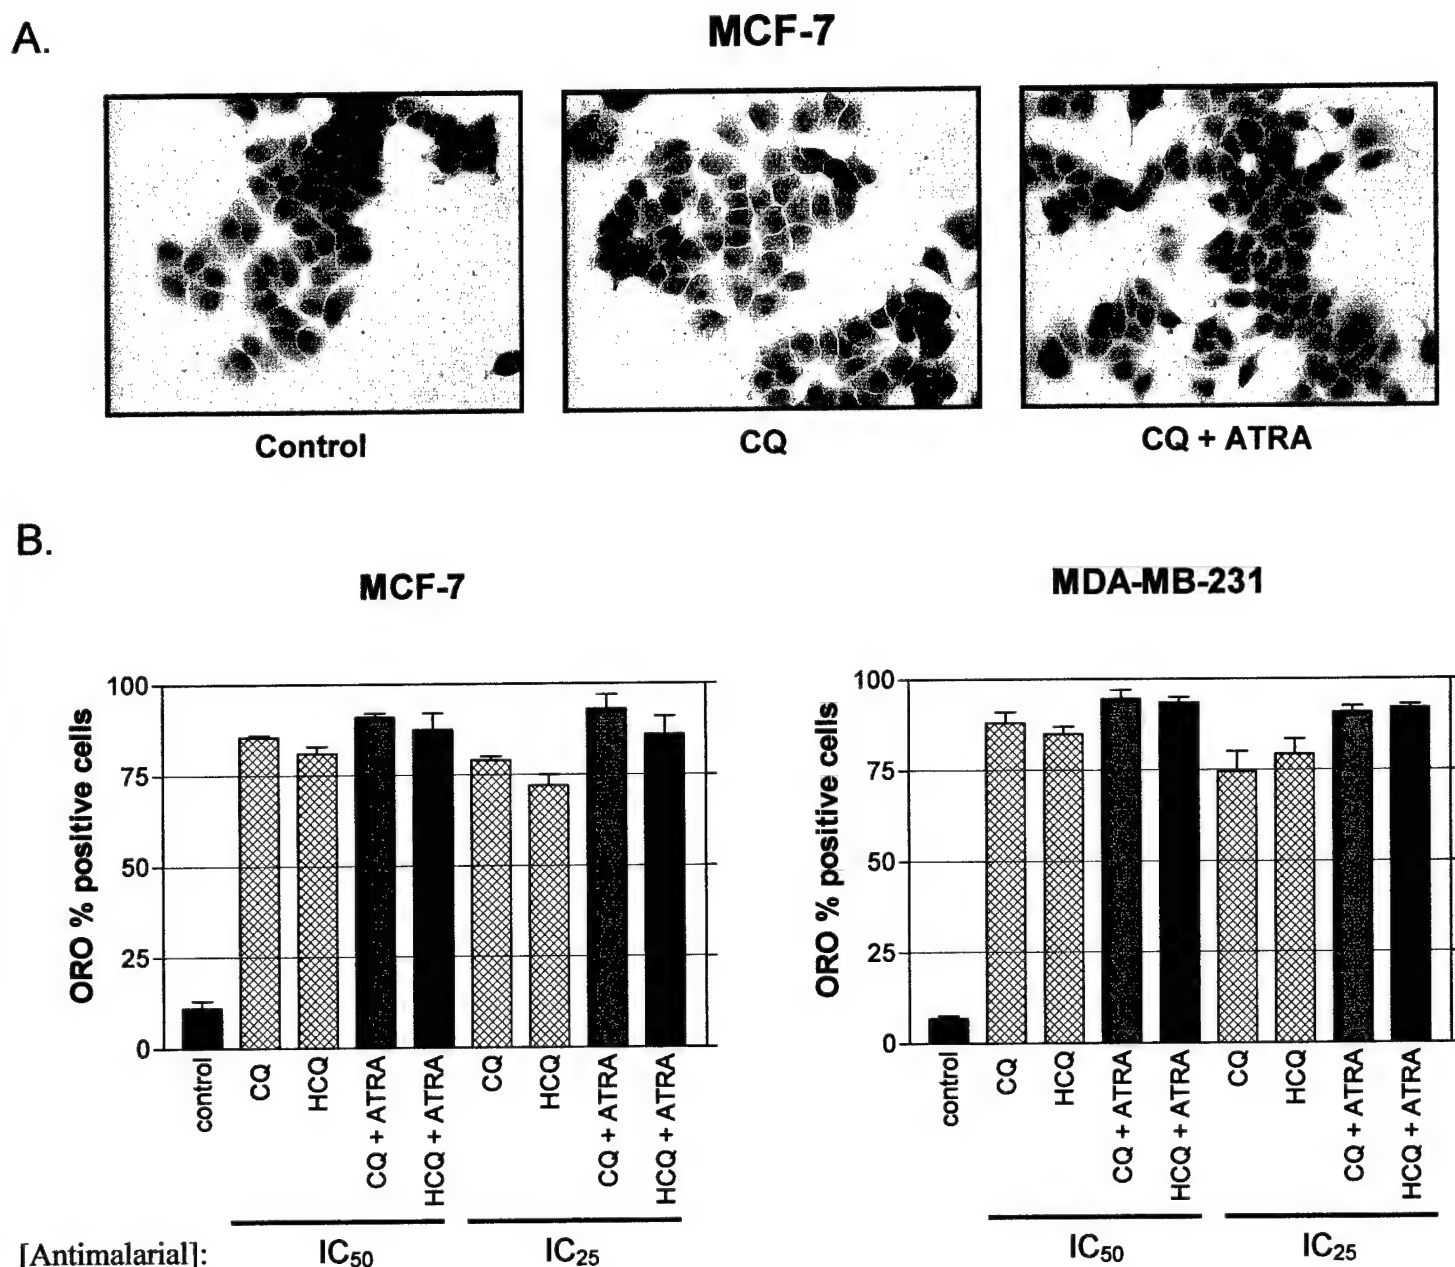 A.
MCF-7
Control
CQ
CQ + ATRA
B.
MCF-7
MDA-MB-231
ORO % positive cells
100
75
50
25
0
control
CQ
HCQ
CQ + ATRA
HCQ + ATRA
CQ
HCQ
CQ + ATRA
HCQ + ATRA
ORO % positive cells
100
75
50
25
0
control
CQ
HCQ
CQ + ATRA
HCQ + ATRA
CQ
HCQ
CQ + ATRA
HCQ + ATRA
[Antimalarial]:
IC50
IC25
IC50
IC25